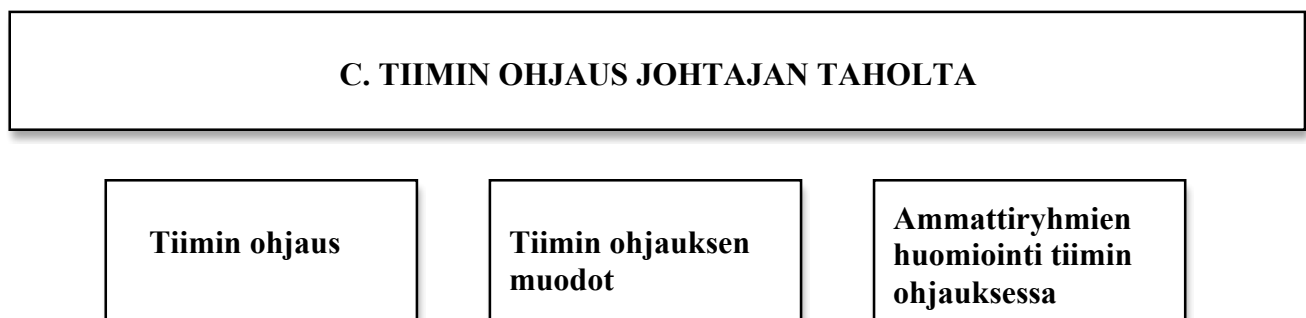 C. TIIMIN OHJAUS JOHTAJAN TAHOLTA
Tiimin ohjaus
Tiimin ohjauksen
muodot
Ammattiryhmien
huomiointi tiimin
ohjauksessa